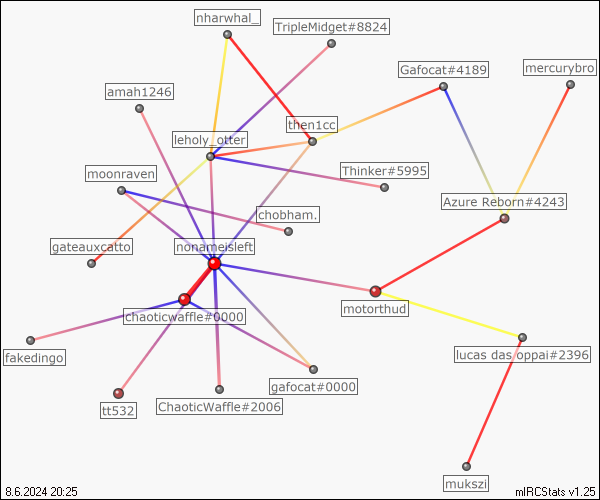 nharwhal_
TripleMidget#8824
Gafocat#4189
mercurybro
amah1246
then1cc
leholy_otter
moonraven
Thinker#5995
Azure Reborn#4243
chobham.
gateauxcatto
nonameisleft
motorthud
chaoticwaffle#0000
fakedingo
lucas das oppai#2396
gafocat#0000
tt532
ChaoticWaffle#2006
mukszi
8.6.2024 20:25
mIRCStats v1.25